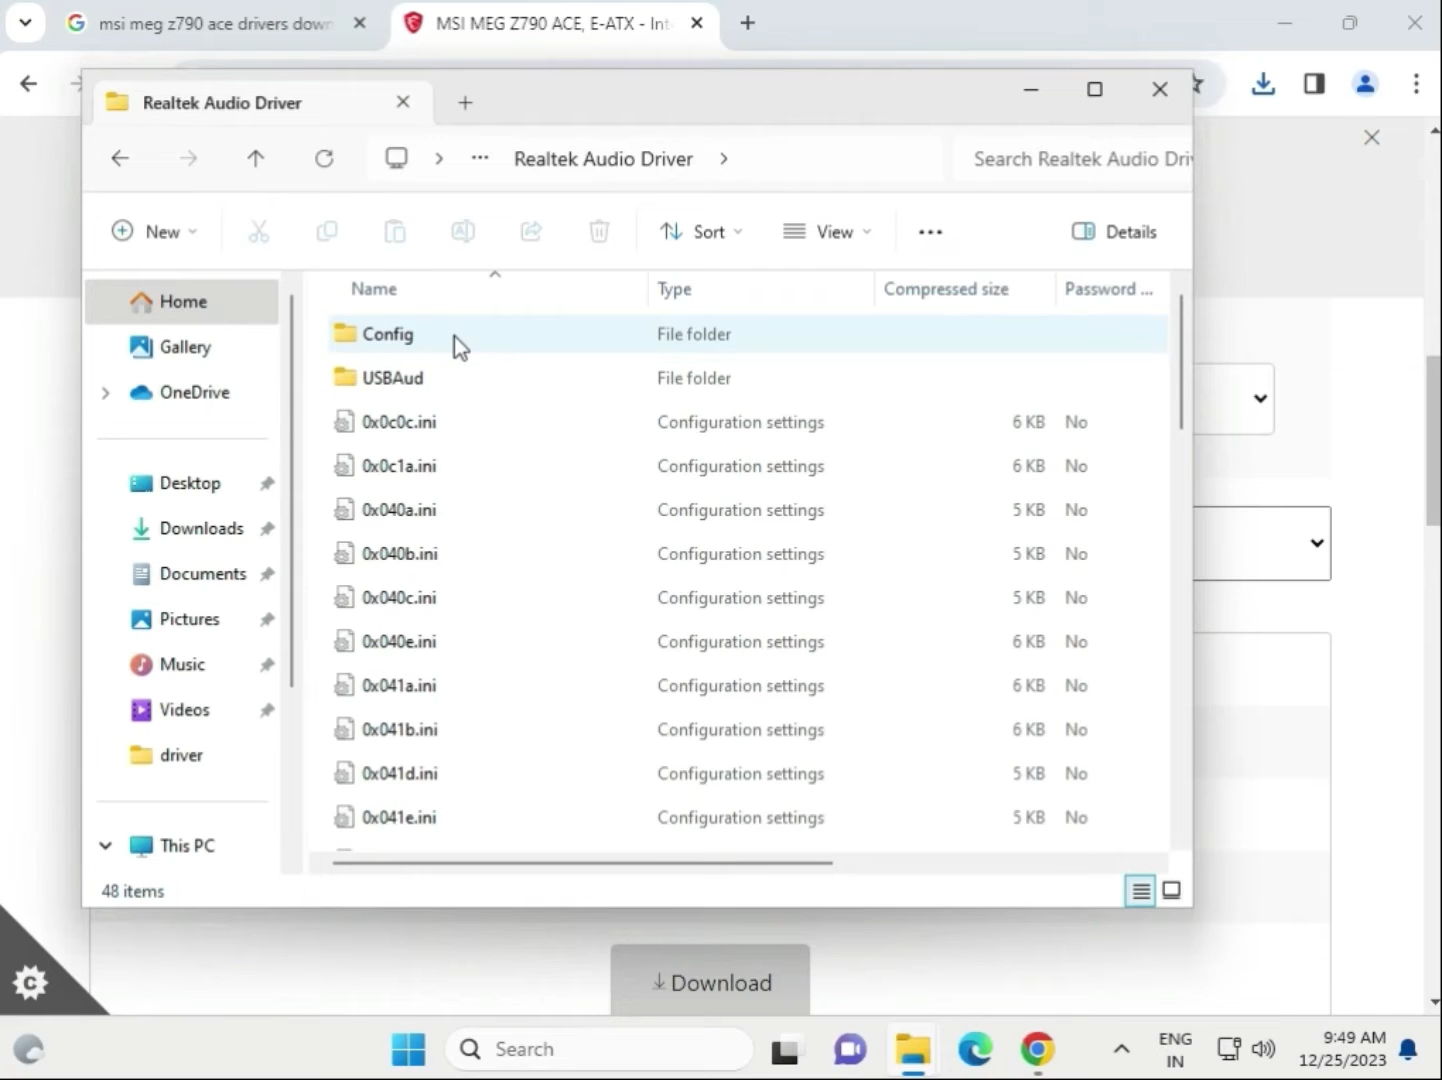 msi meg z790 ace drivers down
MSI MEG Z790 ACE, E-ATX - Int
Realtek Audio Driver
Realtek Audio Driver
Search Realtek Audio Driv
New
Sort
View
Details
Name
Type
Compressed size
Password ...
Home
Gallery
OneDrive
Desktop
Downloads
Documents
Pictures
Music
Videos
driver
This PC
Config File folder
USBAud File folder
0x0c0c.ini Configuration settings 6 KB No
0x0c1a.ini Configuration settings 6 KB No
0x040a.ini Configuration settings 5 KB No
0x040b.ini Configuration settings 5 KB No
0x040c.ini Configuration settings 5 KB No
0x040e.ini Configuration settings 6 KB No
0x041a.ini Configuration settings 6 KB No
0x041b.ini Configuration settings 6 KB No
0x041d.ini Configuration settings 5 KB No
0x041e.ini Configuration settings 5 KB No
48 items
Download
Search
ENG
IN
9:49 AM
12/25/2023